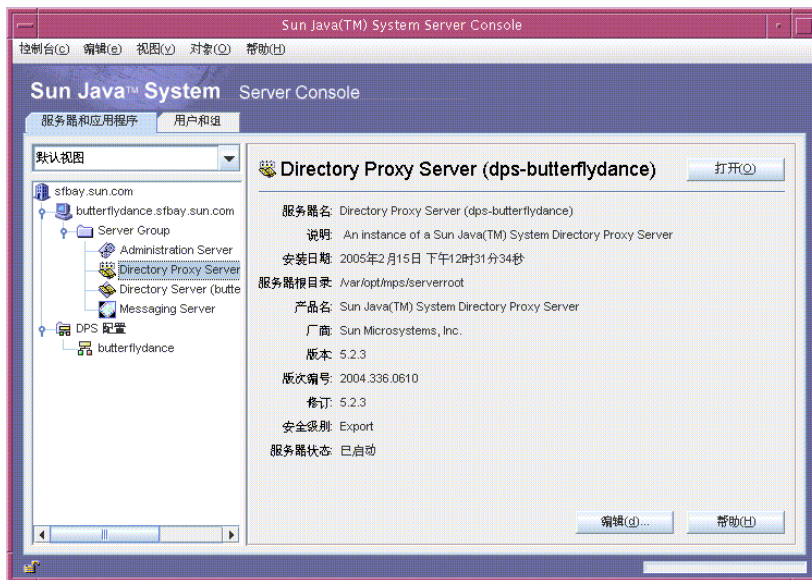 Sun Java(TM) System Server Console
控制台(C) 编辑(e) 视图(V) 对象(O) 帮助(H)
Sun Java™ System Server Console
服务器和应用程序 用户和组
默认视图
sfbay.sun.com
butterflydance.sfbay.sun.com
Server Group
Administration Server
Directory Proxy Server
Directory Server (butte
Messaging Server
DPS 配置
butterflydance
Directory Proxy Server (dps-butterflydance) 打开(O)
服务器名: Directory Proxy Server (dps-butterflydance)
说明: An instance of a Sun Java(TM) System Directory Proxy Server
安装日期: 2005年2月15日 下午12时31分34秒
服务器根目录: /var/opt/mps/serverroot
产品名: Sun Java(TM) System Directory Proxy Server
厂商: Sun Microsystems, Inc.
版本: 5.2.3
版次编号: 2004.336.0610
修订: 5.2.3
安全级别: Export
服务器状态: 已启动
编辑(d)... 帮助(H)